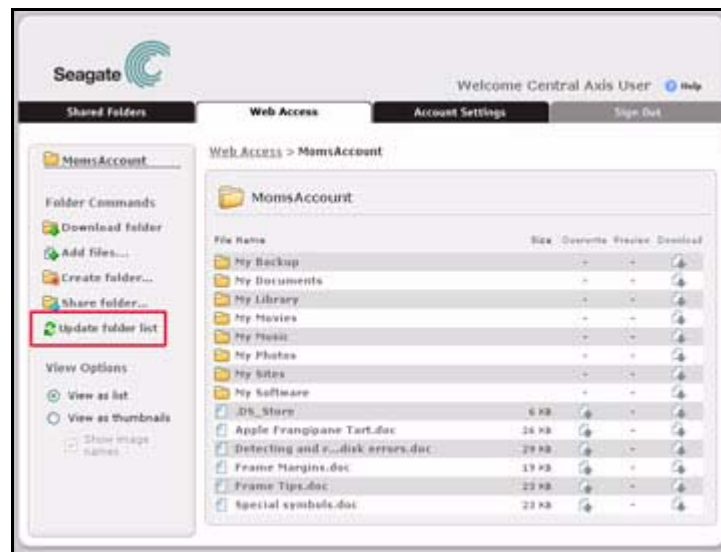 Seagate
Welcome Central Axis User
Help
Shared Folders
Web Access
Account Settings
Sign Out
MomsAccount
Folder Commands
Download folder
Add files...
Create folder...
Share folder...
Update folder list
View Options
View as list
View as thumbnails
Show image names
Web Access > MomsAccount
MomsAccount
File Name Size Overwrite Preview Download
My Backup - -
My Documents - -
My Library - -
My Movies - -
My Music - -
My Photos - -
My Sites - -
My Software - -
.DS_Store 6 KB -
Apple Frangipane Tart.doc 26 KB -
Detecting and r...disk errors.doc 29 KB -
Frame Margins.doc 19 KB -
Frame Tips.doc 23 KB -
Special symbols.doc 23 KB -